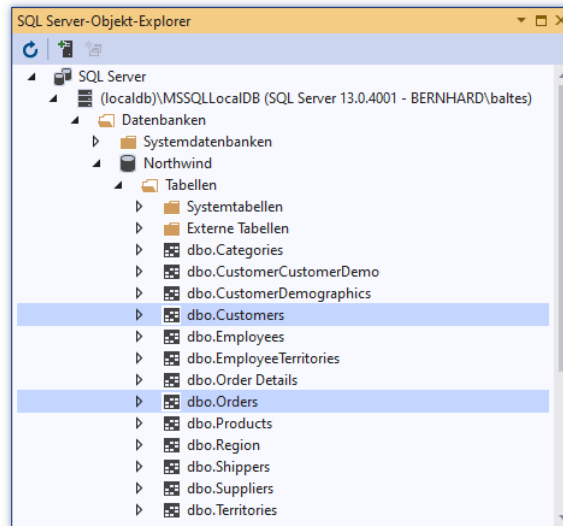 SQL Server-Objekt-Explorer
SQL Server
(localdb)\MSSQLLocalDB (SQL Server 13.0.4001 - BERNHARD\baltes)
Datenbanken
Systemdatenbanken
Northwind
Tabellen
Systemtabellen
Externe Tabellen
dbo.Categories
dbo.CustomerCustomerDemo
dbo.CustomerDemographics
dbo.Customers
dbo.Employees
dbo.EmployeeTerritories
dbo.Order Details
dbo.Orders
dbo.Products
dbo.Region
dbo.Shippers
dbo.Suppliers
dbo.Territories